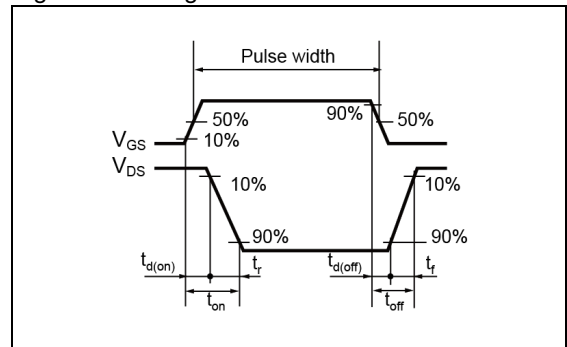 Pulse width
50%
90%
50%
10%
VGS
VDS
10%
10%
90%
90%
td(on)
tr
td(off)
tf
ton
toff